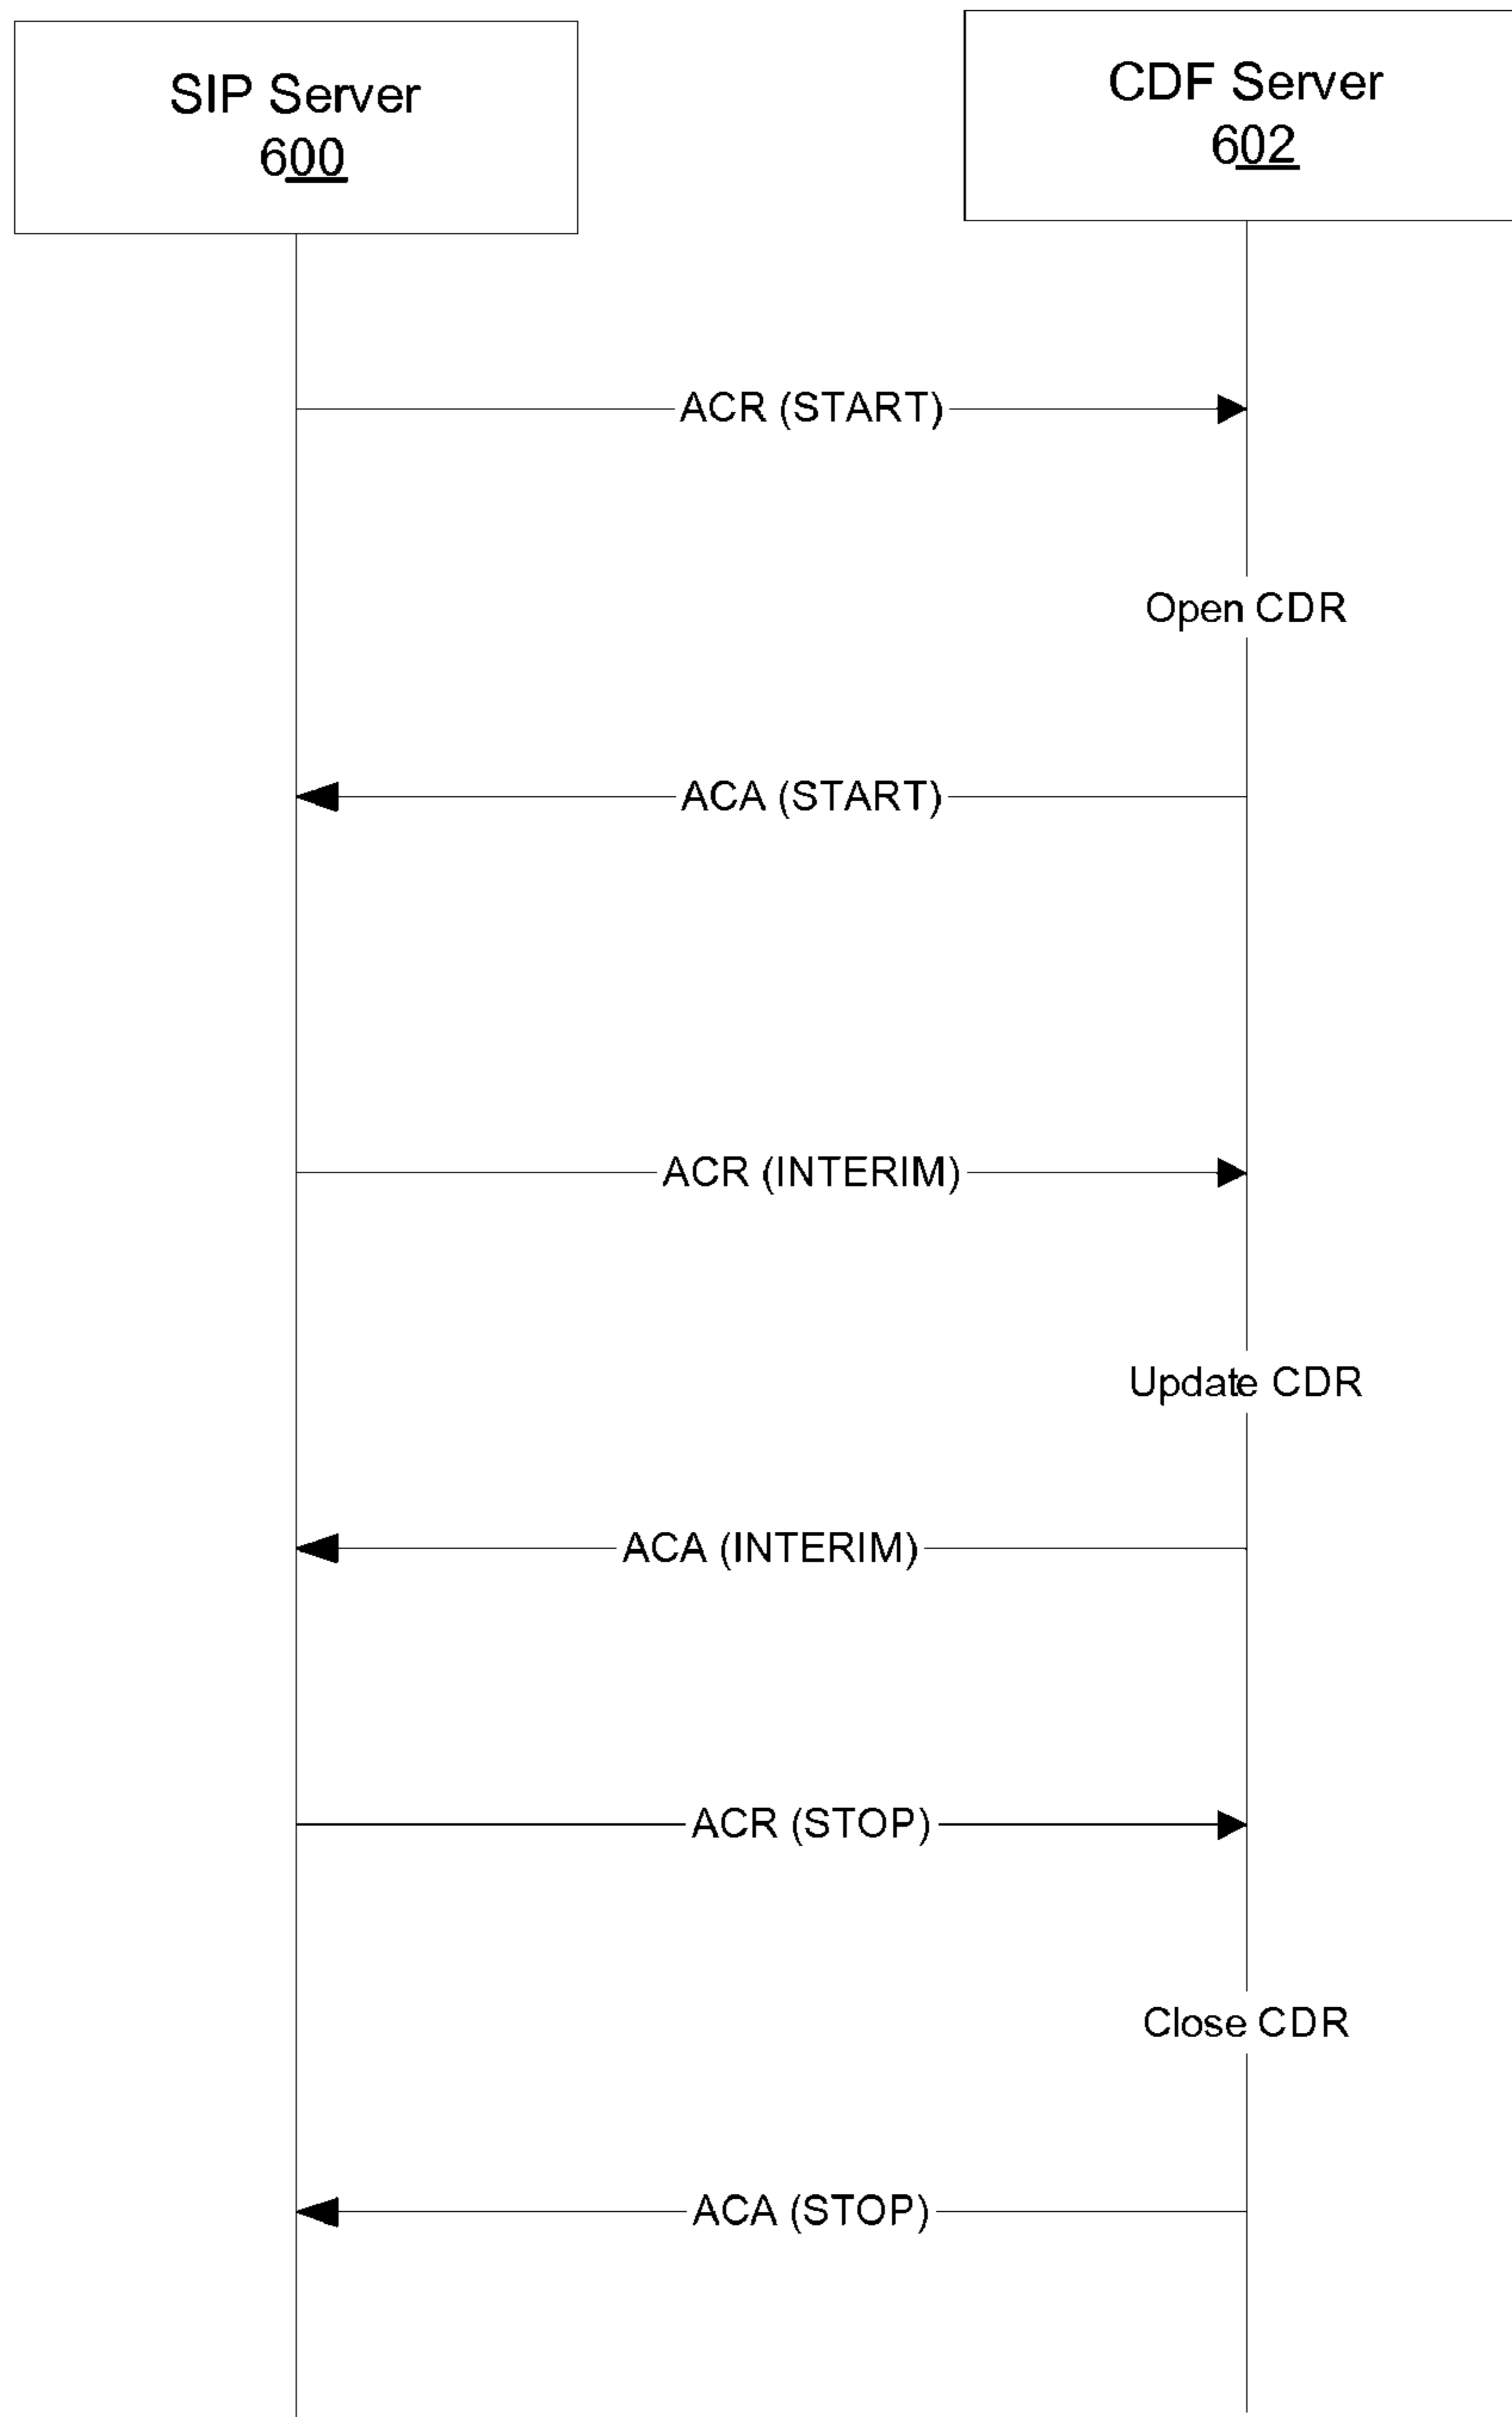 SIP Server
600
CDF Server
602
ACR (START)
Open CDR
ACA (START)
ACR (INTERIM)
Update CDR
ACA (INTERIM)
ACR (STOP)
Close CDR
ACA (STOP)